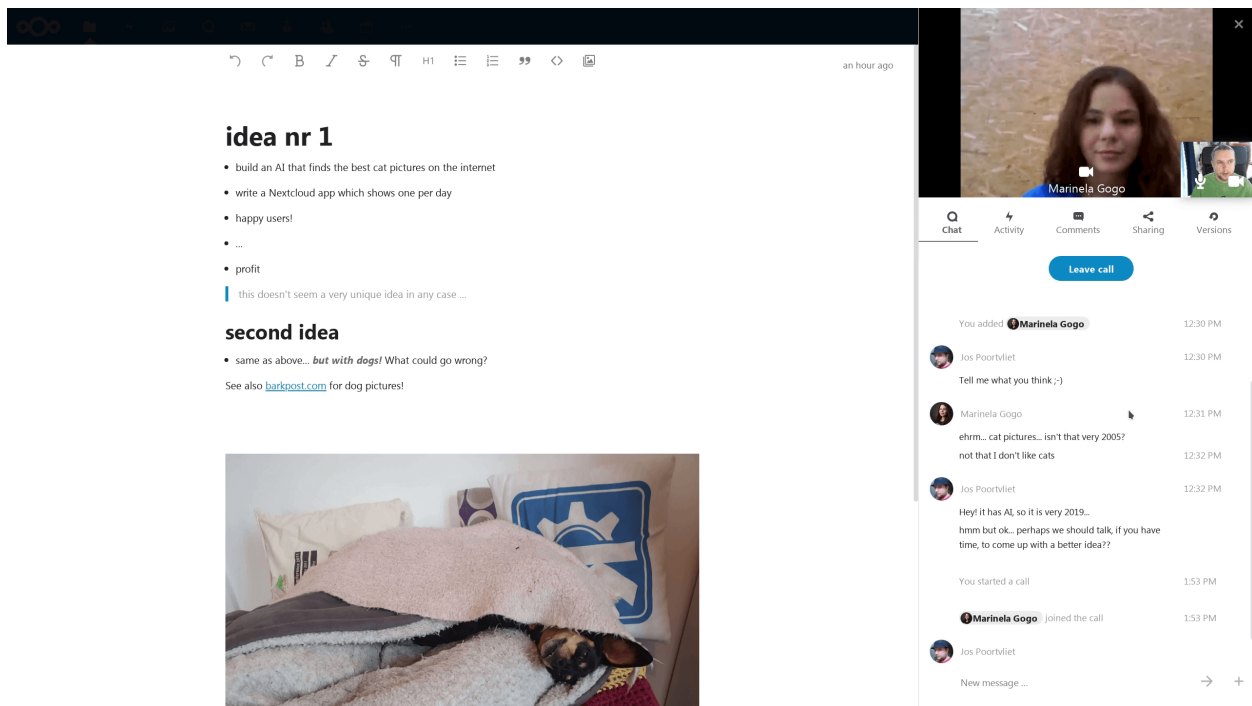 H1
an hour ago
idea nr 1
• build an AI that finds the best cat pictures on the internet
• write a Nextcloud app which shows one per day
• happy users!
• ...
• profit
this doesn't seem a very unique idea in any case ...
second idea
• same as above... but with dogs! What could go wrong?
See also barkpost.com for dog pictures!
Marinela Gogo
Chat Activity Comments Sharing Versions
Leave call
You added Marinela Gogo 12:30 PM
Jos Poortvliet 12:30 PM
Tell me what you think ;-)
Marinela Gogo 12:31 PM
ehrm... cat pictures... isn't that very 2005?
not that I don't like cats 12:32 PM
Jos Poortvliet 12:32 PM
Hey! it has AI, so it is very 2019...
hmm but ok... perhaps we should talk, if you have
time, to come up with a better idea??
You started a call 1:53 PM
Marinela Gogo joined the call 1:53 PM
Jos Poortvliet
New message ...